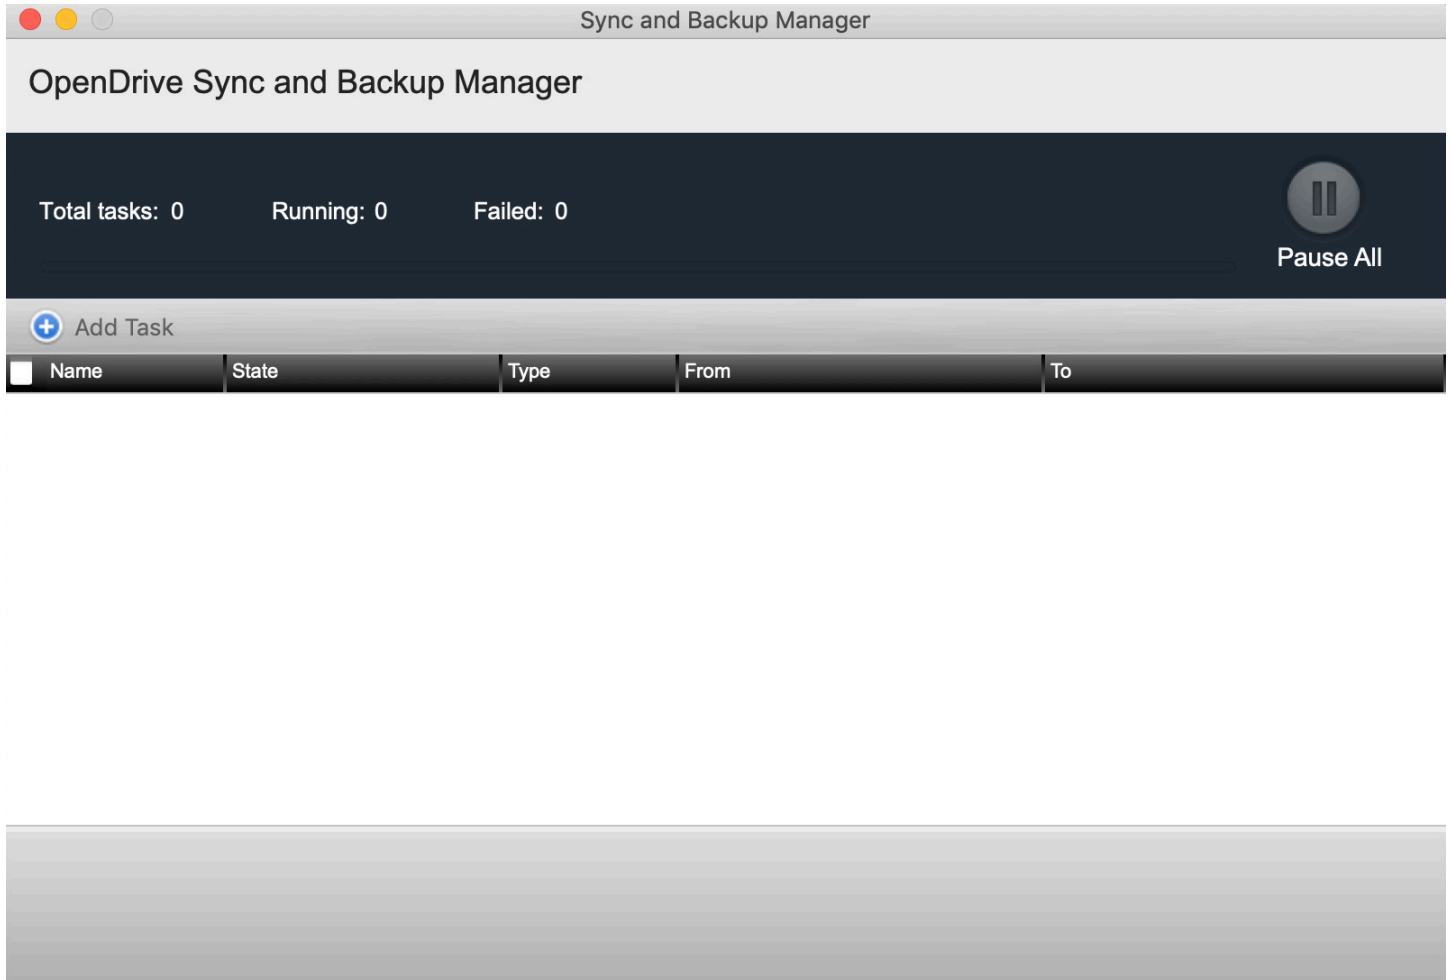 Sync and Backup Manager
OpenDrive Sync and Backup Manager
Total tasks: 0 Running: 0 Failed: 0
Pause All
Add Task
Name State Type From To